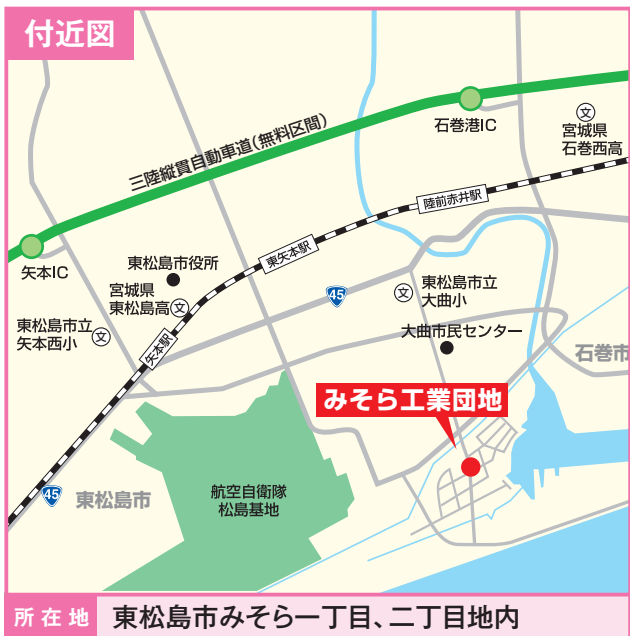 付近図
石巻港IC
宮城県
石巻西高
三陸縦貫自動車道(無料区間)
陸前赤井駅
矢本IC
東松島市役所
東矢本駅
宮城県
東松島高
45
東松島市立
大曲小
東松島市立
矢本西小
矢本駅
大曲市民センター
石巻市
みそら工業団地
45
東松島市
航空自衛隊
松島基地
文
文
文
文
所在地
東松島市みそら一丁目、二丁目地内